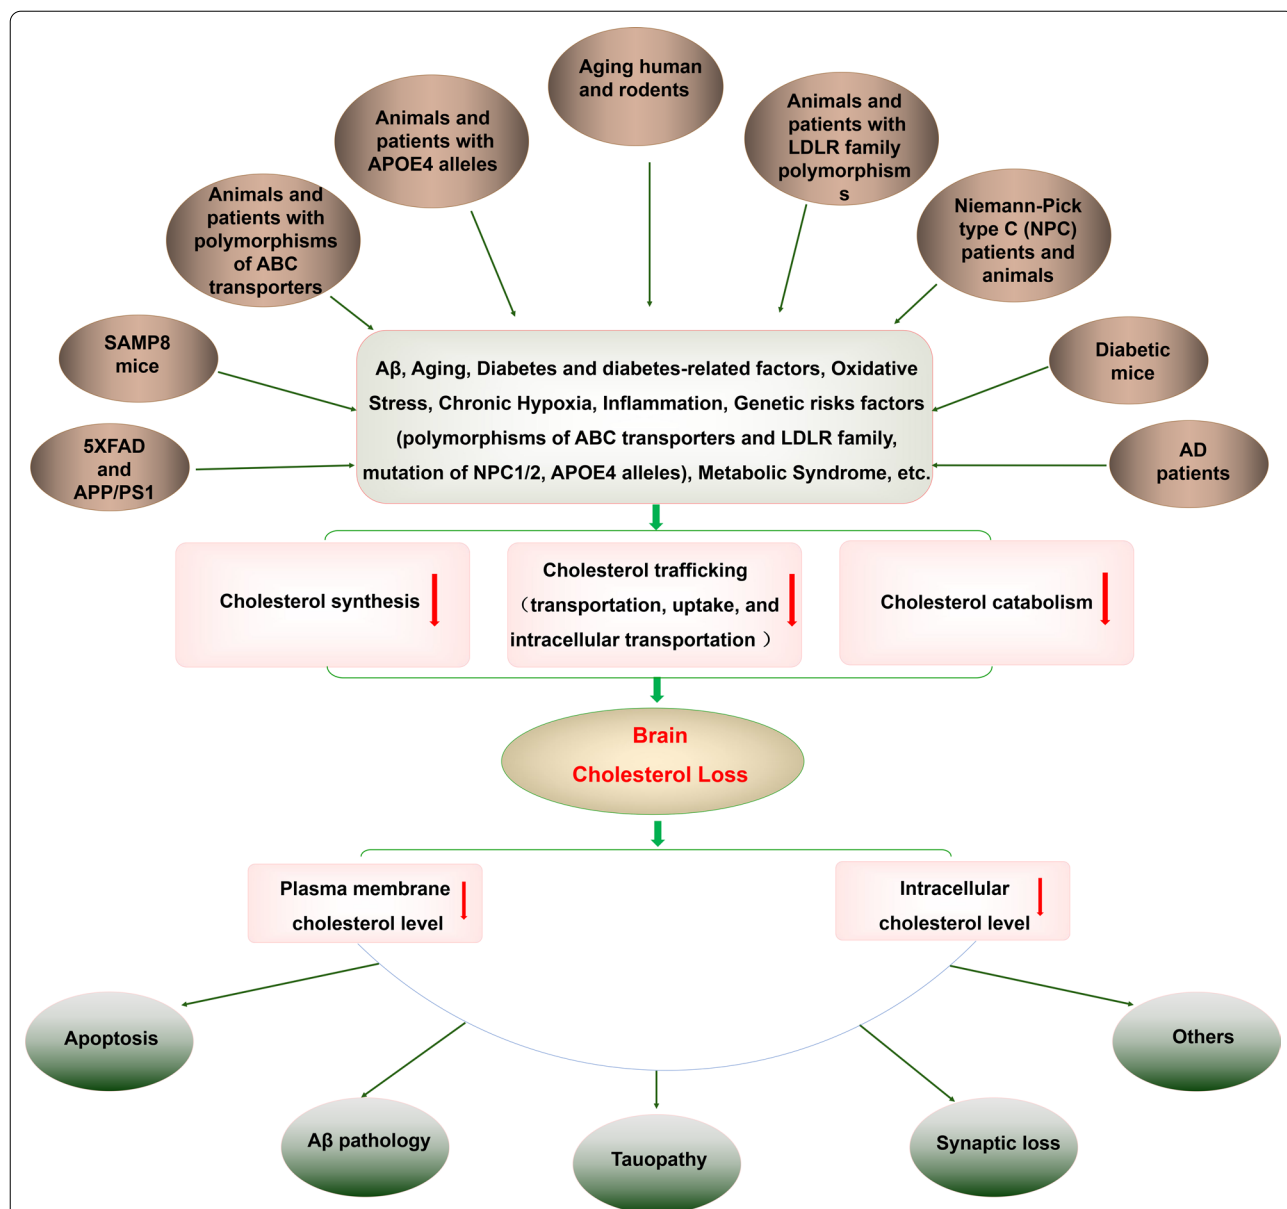 Aging human
and rodents
Animals and
patients with
APOE4 alleles
Animals and
patients with
LDLR family
polymorphism
s
Animals and
patients with
polymorphisms
of ABC
transporters
Niemann-Pick
type C (NPC)
patients and
animals
SAMP8
mice
Diabetic
mice
5XFAD
and
APP/PS1
AD
patients
Aβ, Aging, Diabetes and diabetes-related factors, Oxidative
Stress, Chronic Hypoxia, Inflammation, Genetic risks factors
(polymorphisms of ABC transporters and LDLR family,
mutation of NPC1/2, APOE4 alleles), Metabolic Syndrome, etc.
Cholesterol synthesis
Cholesterol trafficking
（transportation, uptake, and
intracellular transportation ）
Cholesterol catabolism
Brain
Cholesterol Loss
Plasma membrane
cholesterol level
Intracellular
cholesterol level
Apoptosis
Aβ pathology
Tauopathy
Synaptic loss
Others